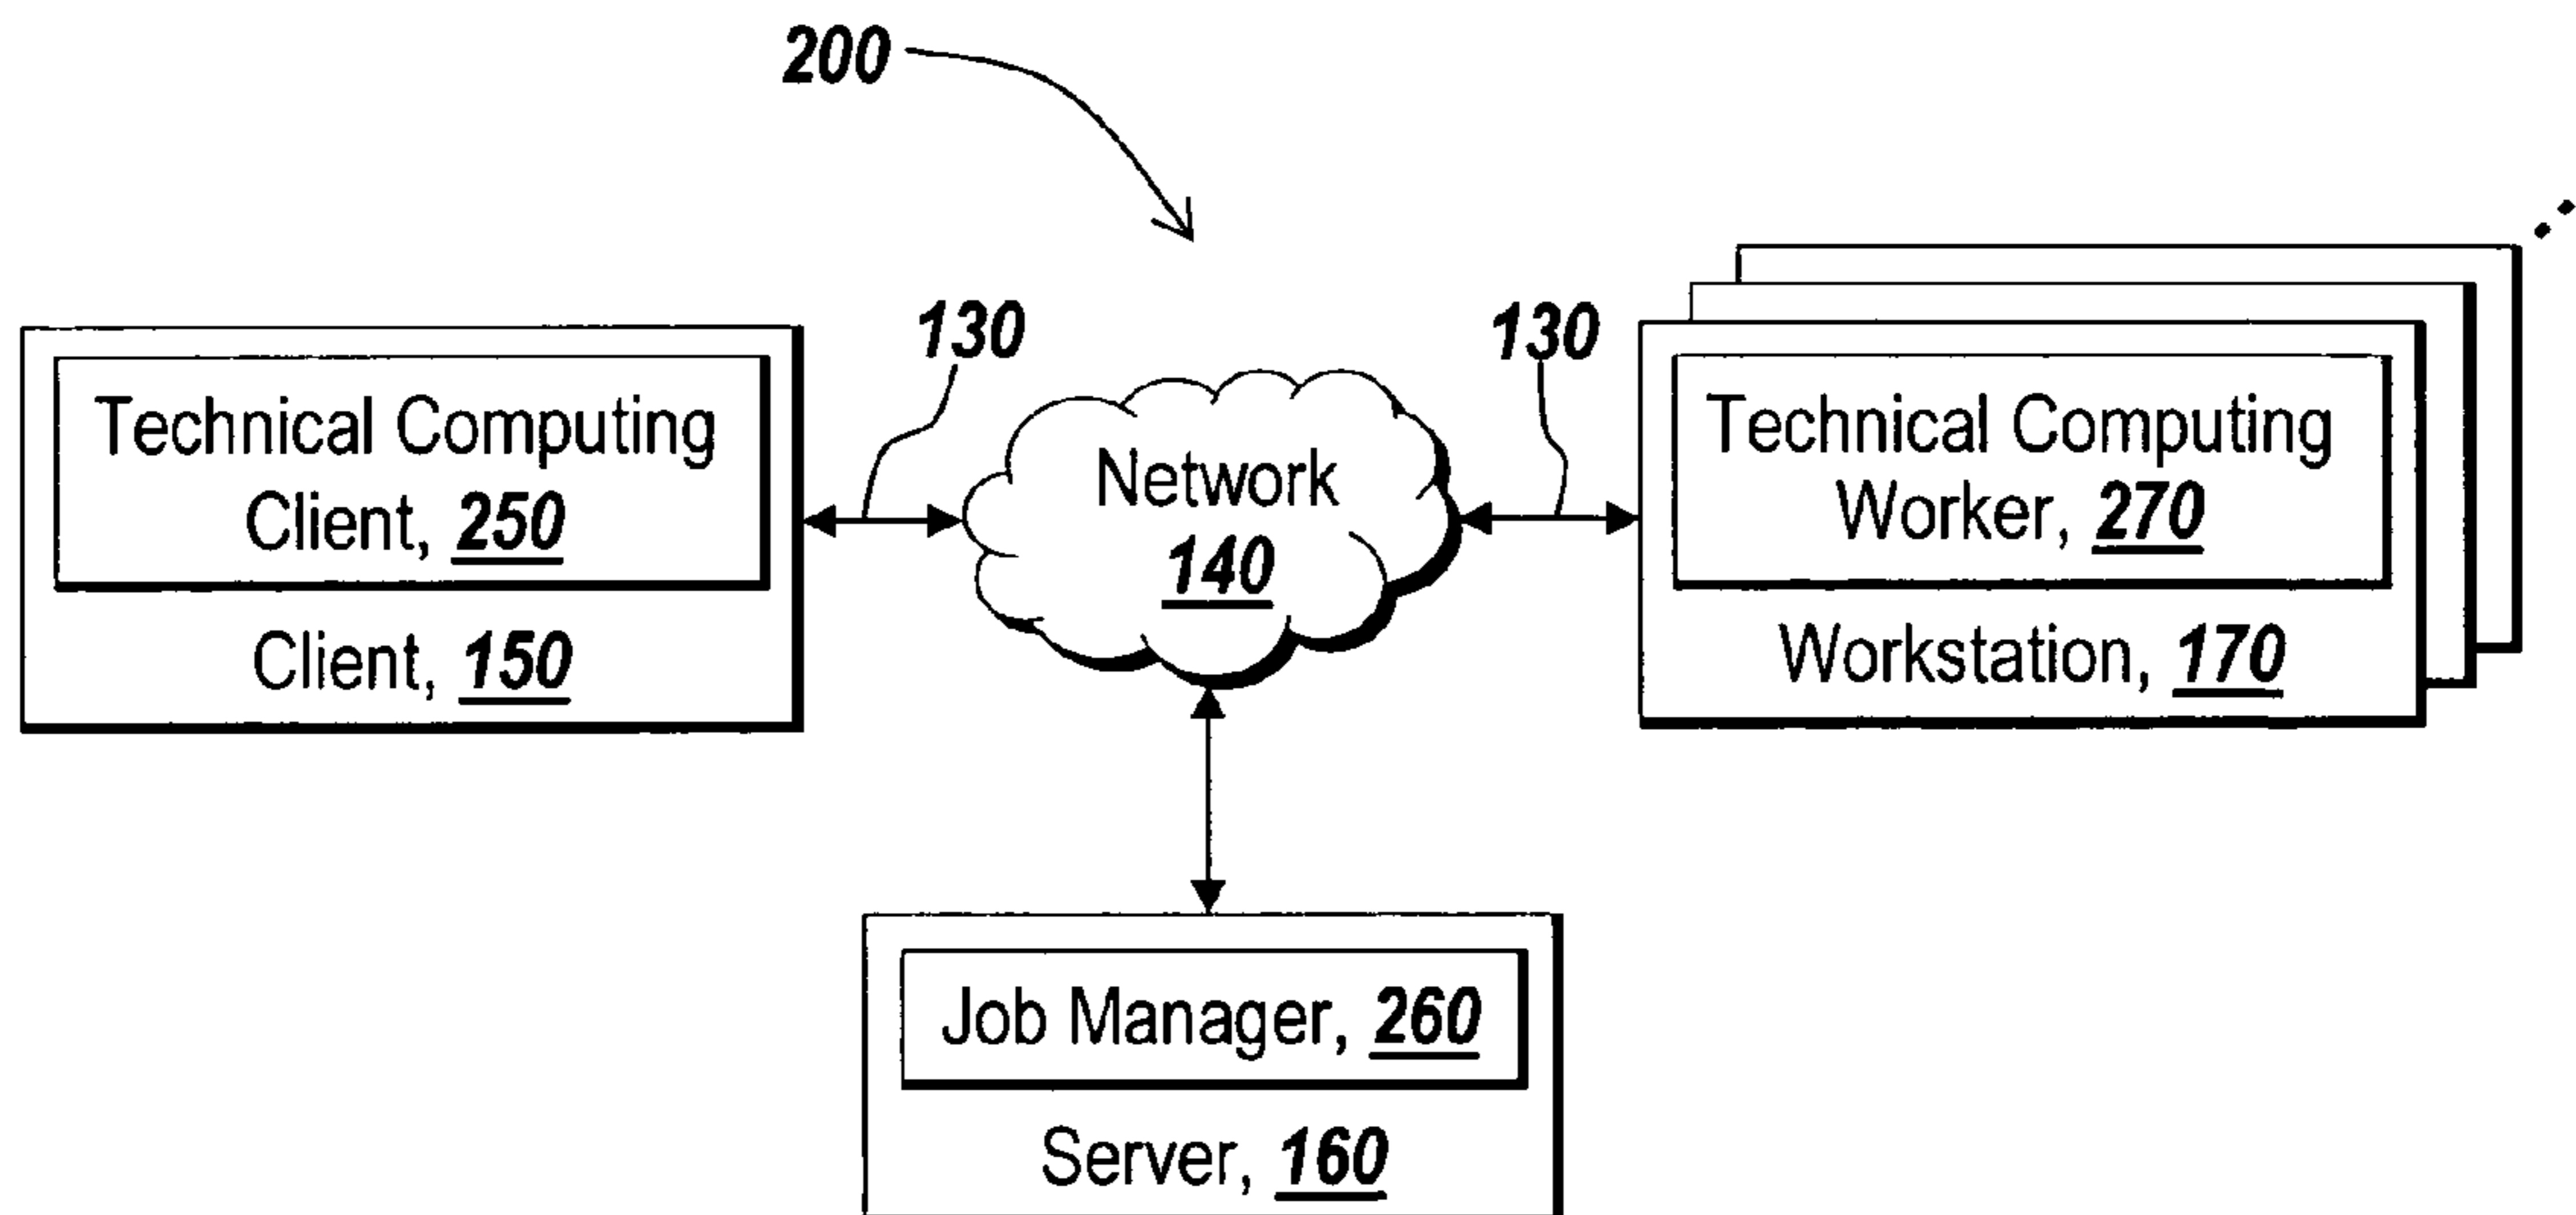 200
130
130
Technical Computing
Client, 250
Client, 150
Network
140
Technical Computing
Worker, 270
Workstation, 170
Job Manager, 260
Server, 160